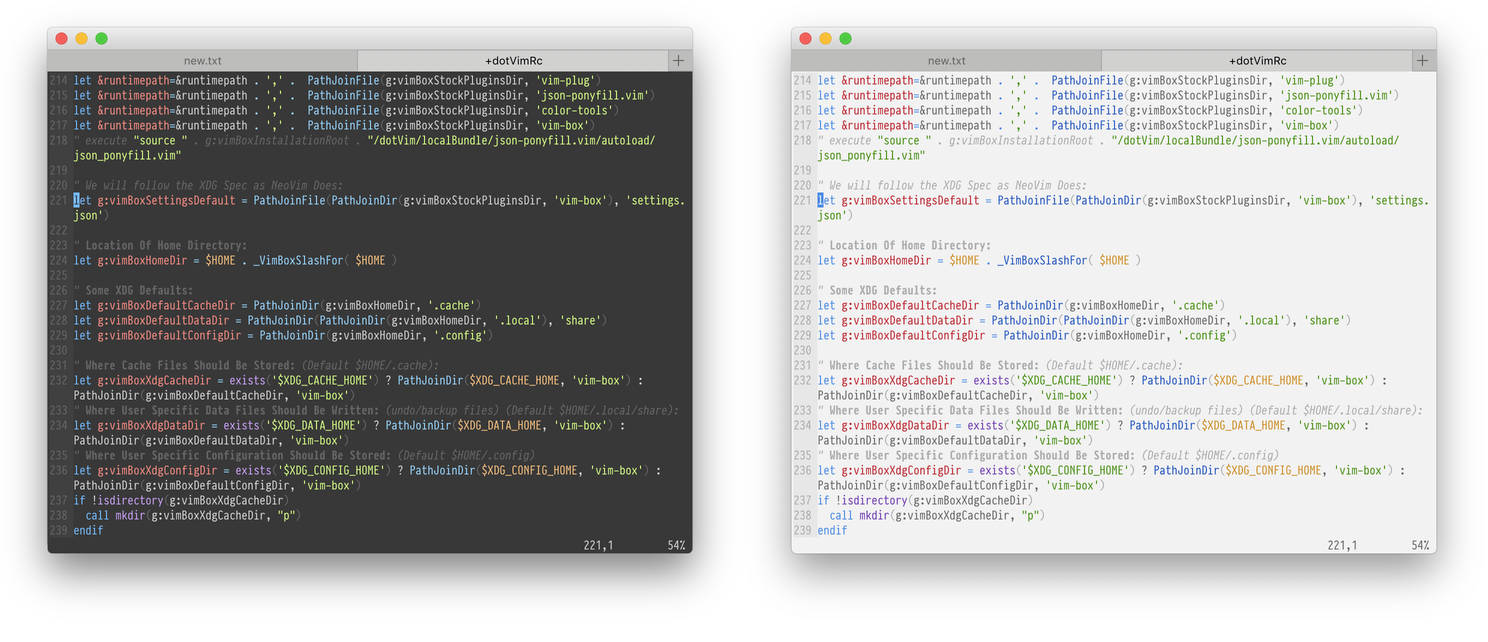 new.txt +dotVimRc +
214 let &runtimepath=&runtimepath . ',' .  PathJoinFile(g:vimBoxStockPluginsDir, 'vim-plug')
215 let &runtimepath=&runtimepath . ',' .  PathJoinFile(g:vimBoxStockPluginsDir, 'json-ponyfill.vim')
216 let &runtimepath=&runtimepath . ',' .  PathJoinFile(g:vimBoxStockPluginsDir, 'color-tools')
217 let &runtimepath=&runtimepath . ',' .  PathJoinFile(g:vimBoxStockPluginsDir, 'vim-box')
218 " execute "source " . g:vimBoxInstallationRoot . "/dotVim/localBundle/json-ponyfill.vim/autoload/
json_ponyfill.vim"
219
220 " We will follow the XDG Spec as NeoVim Does:
221 let g:vimBoxSettingsDefault = PathJoinFile(PathJoinDir(g:vimBoxStockPluginsDir, 'vim-box'), 'settings.
json')
222
223 " Location Of Home Directory:
224 let g:vimBoxHomeDir = $HOME . _VimBoxSlashFor( $HOME )
225
226 " Some XDG Defaults:
227 let g:vimBoxDefaultCacheDir = PathJoinDir(g:vimBoxHomeDir, '.cache')
228 let g:vimBoxDefaultDataDir = PathJoinDir(PathJoinDir(g:vimBoxHomeDir, '.local'), 'share')
229 let g:vimBoxDefaultConfigDir = PathJoinDir(g:vimBoxHomeDir, '.config')
230
231 " Where Cache Files Should Be Stored: (Default $HOME/.cache):
232 let g:vimBoxXdgCacheDir = exists('$XDG_CACHE_HOME') ? PathJoinDir($XDG_CACHE_HOME, 'vim-box') :
PathJoinDir(g:vimBoxDefaultCacheDir, 'vim-box')
233 " Where User Specific Data Files Should Be Written: (undo/backup files) (Default $HOME/.local/share):
234 let g:vimBoxXdgDataDir = exists('$XDG_DATA_HOME') ? PathJoinDir($XDG_DATA_HOME, 'vim-box') :
PathJoinDir(g:vimBoxDefaultDataDir, 'vim-box')
235 " Where User Specific Configuration Should Be Stored: (Default $HOME/.config)
236 let g:vimBoxXdgConfigDir = exists('$XDG_CONFIG_HOME') ? PathJoinDir($XDG_CONFIG_HOME, 'vim-box') :
PathJoinDir(g:vimBoxDefaultConfigDir, 'vim-box')
237 if !isdirectory(g:vimBoxXdgCacheDir)
238   call mkdir(g:vimBoxXdgCacheDir, "p")
239 endif
221,1 54%
new.txt +dotVimRc +
214 let &runtimepath=&runtimepath . ',' .  PathJoinFile(g:vimBoxStockPluginsDir, 'vim-plug')
215 let &runtimepath=&runtimepath . ',' .  PathJoinFile(g:vimBoxStockPluginsDir, 'json-ponyfill.vim')
216 let &runtimepath=&runtimepath . ',' .  PathJoinFile(g:vimBoxStockPluginsDir, 'color-tools')
217 let &runtimepath=&runtimepath . ',' .  PathJoinFile(g:vimBoxStockPluginsDir, 'vim-box')
218 " execute "source " . g:vimBoxInstallationRoot . "/dotVim/localBundle/json-ponyfill.vim/autoload/
json_ponyfill.vim"
219
220 " We will follow the XDG Spec as NeoVim Does:
221 let g:vimBoxSettingsDefault = PathJoinFile(PathJoinDir(g:vimBoxStockPluginsDir, 'vim-box'), 'settings.
json')
222
223 " Location Of Home Directory:
224 let g:vimBoxHomeDir = $HOME . _VimBoxSlashFor( $HOME )
225
226 " Some XDG Defaults:
227 let g:vimBoxDefaultCacheDir = PathJoinDir(g:vimBoxHomeDir, '.cache')
228 let g:vimBoxDefaultDataDir = PathJoinDir(PathJoinDir(g:vimBoxHomeDir, '.local'), 'share')
229 let g:vimBoxDefaultConfigDir = PathJoinDir(g:vimBoxHomeDir, '.config')
230
231 " Where Cache Files Should Be Stored: (Default $HOME/.cache):
232 let g:vimBoxXdgCacheDir = exists('$XDG_CACHE_HOME') ? PathJoinDir($XDG_CACHE_HOME, 'vim-box') :
PathJoinDir(g:vimBoxDefaultCacheDir, 'vim-box')
233 " Where User Specific Data Files Should Be Written: (undo/backup files) (Default $HOME/.local/share):
234 let g:vimBoxXdgDataDir = exists('$XDG_DATA_HOME') ? PathJoinDir($XDG_DATA_HOME, 'vim-box') :
PathJoinDir(g:vimBoxDefaultDataDir, 'vim-box')
235 " Where User Specific Configuration Should Be Stored: (Default $HOME/.config)
236 let g:vimBoxXdgConfigDir = exists('$XDG_CONFIG_HOME') ? PathJoinDir($XDG_CONFIG_HOME, 'vim-box') :
PathJoinDir(g:vimBoxDefaultConfigDir, 'vim-box')
237 if !isdirectory(g:vimBoxXdgCacheDir)
238   call mkdir(g:vimBoxXdgCacheDir, "p")
239 endif
221,1 54%